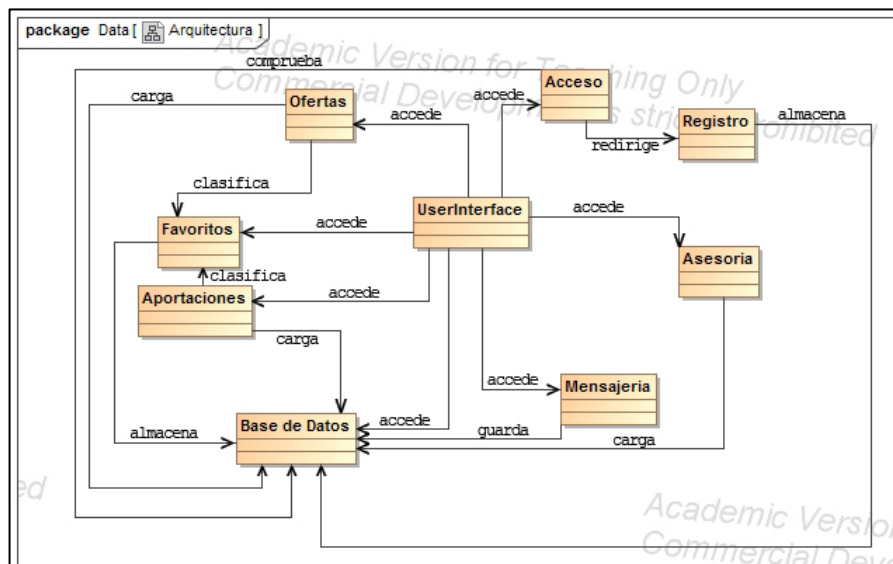 package Data [ Arquitectura ]
Academic Version for Teaching Only
Commercial Development is strictly Prohibited
comprueba
Acceso
carga
Ofertas
accede
accede
Registro
almacena
redirige
clasifica
UserInterface
accede
Favoritos
accede
Asesoria
clasifica
Aportaciones
accede
carga
accede
Mensajeria
Base de Datos
accede
almacena
guarda
carga
ed
Academic Version
Commercial Devel